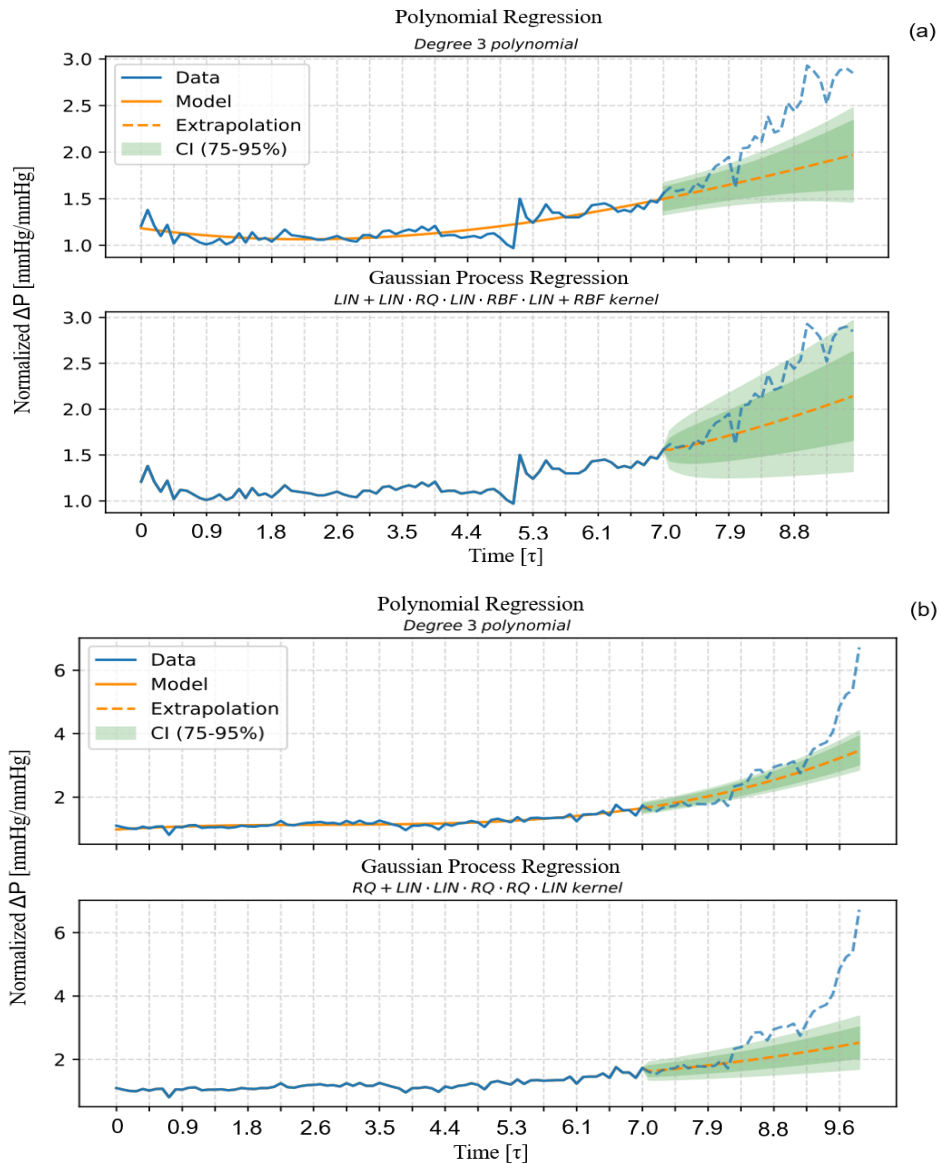 Polynomial Regression
(a)
Degree 3 polynomial
3.0
2.5
2.0
1.5
1.0
Data
Model
Extrapolation
CI (75-95%)
Normalized ΔP [mmHg/mmHg]
Gaussian Process Regression
LIN + LIN · RQ · LIN · RBF · LIN + RBF kernel
3.0
2.5
2.0
1.5
1.0
0 0.9 1.8 2.6 3.5 4.4 5.3 6.1 7.0 7.9 8.8
Time [τ]
Polynomial Regression
(b)
Degree 3 polynomial
6
4
2
Data
Model
Extrapolation
CI (75-95%)
Normalized ΔP [mmHg/mmHg]
Gaussian Process Regression
RQ + LIN · LIN · RQ · RQ · LIN kernel
6
4
2
0 0.9 1.8 2.6 3.5 4.4 5.3 6.1 7.0 7.9 8.8 9.6
Time [τ]